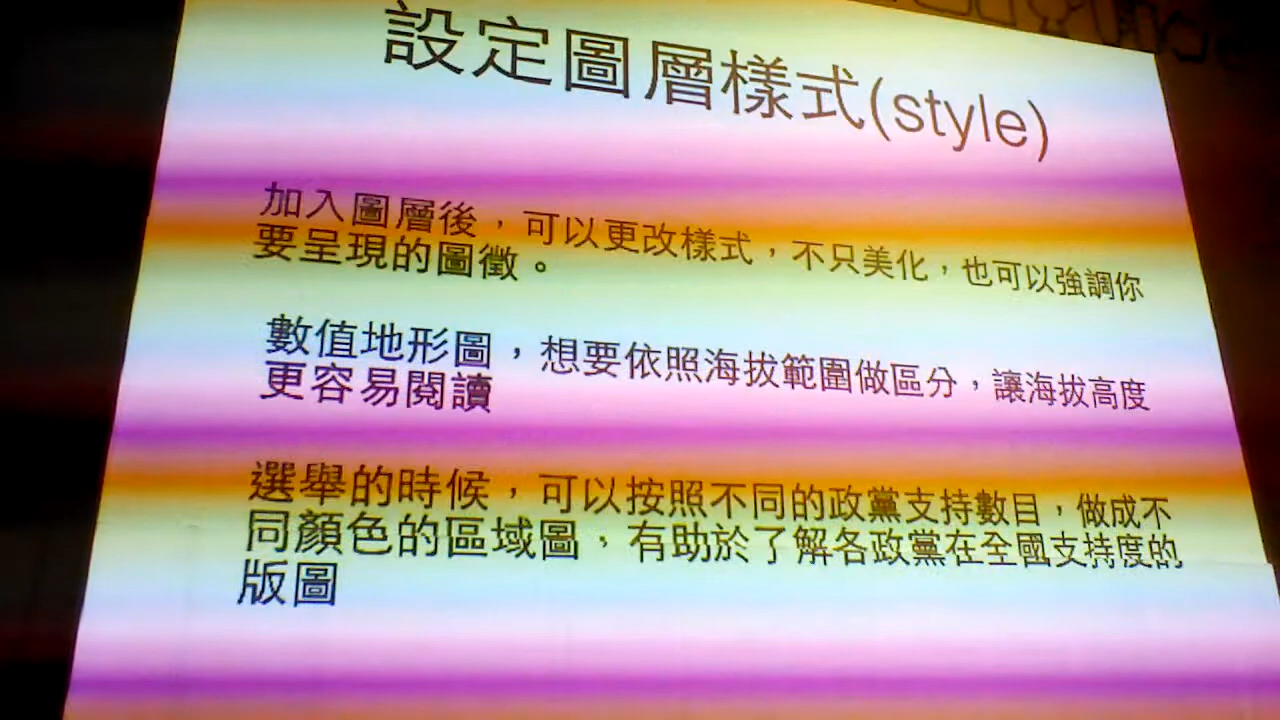 設定圖層樣式(style)
加入圖層後，可以更改樣式，不只美化，也可以強調你
要呈現的圖徵。
數值地形圖，想要依照海拔範圍做區分，讓海拔高度
更容易閱讀
選舉的時候，可以按照不同的政黨支持數目，做成不
同顏色的區域圖，有助於了解各政黨在全國支持度的
版圖